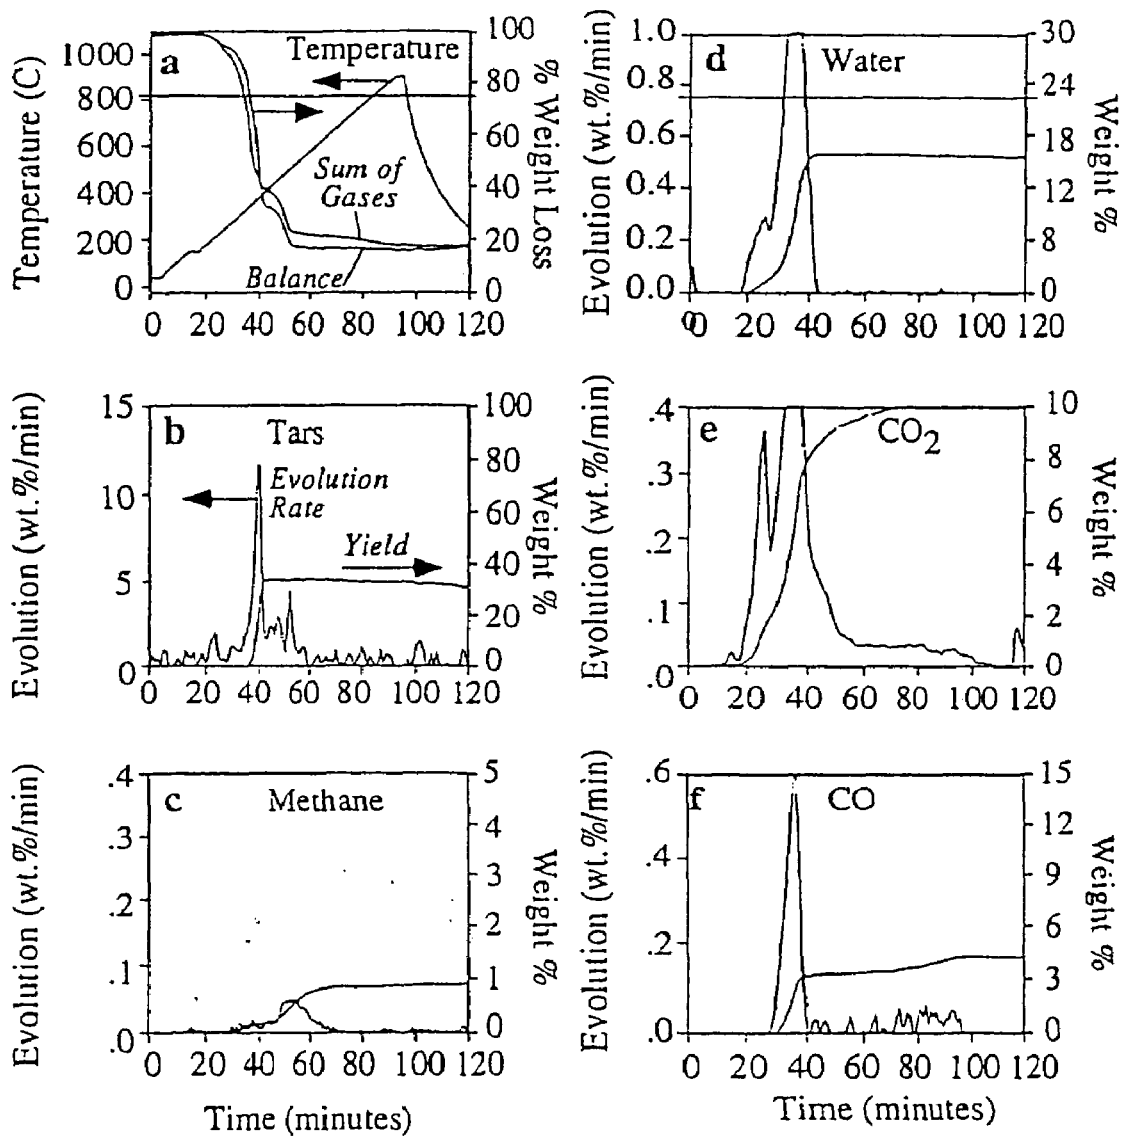 a
Temperature
Temperature (C)
1000
800
600
400
200
0
100
80
60
40
20
0
% Weight Loss
Sum of
Gases
Balance
0 20 40 60 80 100 120
d
Water
Evolution (wt.%/min)
1.0
0.8
0.6
0.4
0.2
0.0
30
24
18
12
8
0
Weight %
0 20 40 60 80 100 120
b
Tars
Evolution (wt.%/min)
15
10
5
0
Evolution
Rate
Yield
100
80
60
40
20
0
Weight %
0 20 40 60 80 100 120
e
CO2
Evolution (wt.%/min)
.4
.3
.2
.1
.0
10
8
6
4
2
0
Weight %
0 20 40 60 80 100 120
c
Methane
Evolution (wt.%/min)
.4
.3
.2
.1
.0
5
4
3
2
1
0
Weight %
0 20 40 60 80 100 120
Time (minutes)
f
CO
Evolution (wt.%/min)
.6
.4
.2
.0
15
12
9
6
3
0
Weight %
0 20 40 60 80 100 120
Time (minutes)